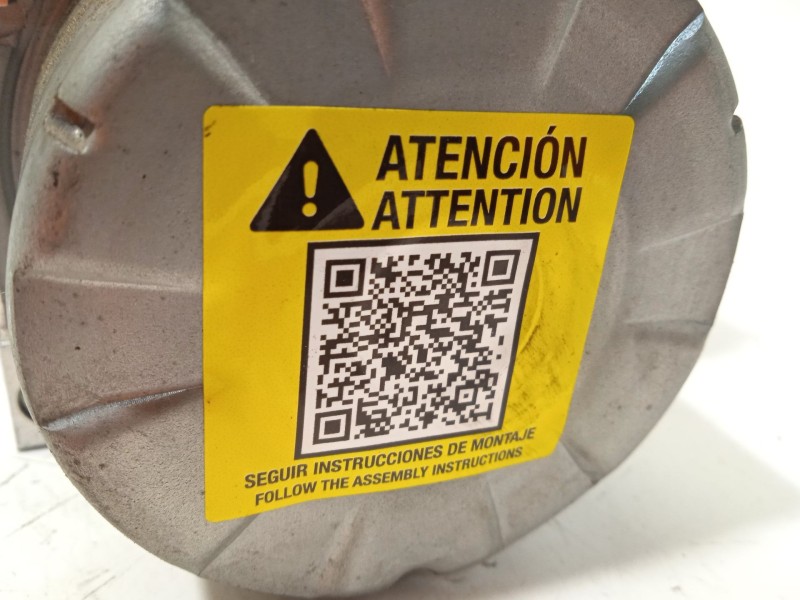 ATENCIÓN
ATTENTION
SEGUIR INSTRUCCIONES DE MONTAJE
FOLLOW THE ASSEMBLY INSTRUCTIONS